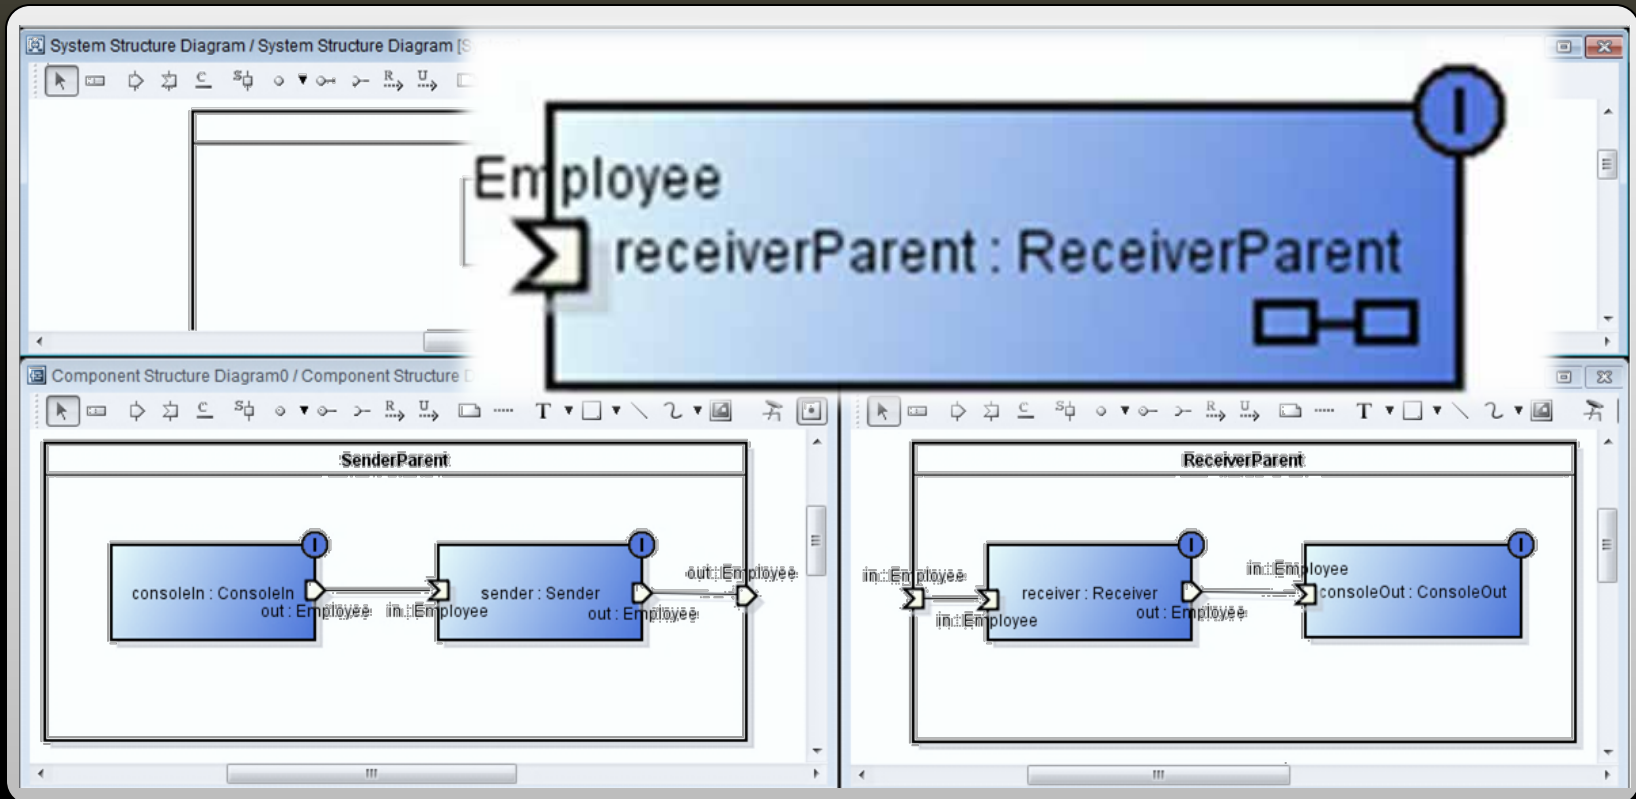 System Structure Diagram / System Structure Diagram [S
Employee
receiverParent : ReceiverParent
Component Structure Diagram0 / Component Structure D
SenderParent
consoleIn : ConsoleIn
out : Employee
in : Employee
sender : Sender
out : Employee
out : Employee
ReceiverParent
in : Employee
in : Employee
receiver : Receiver
out : Employee
in : Employee
consoleOut : ConsoleOut